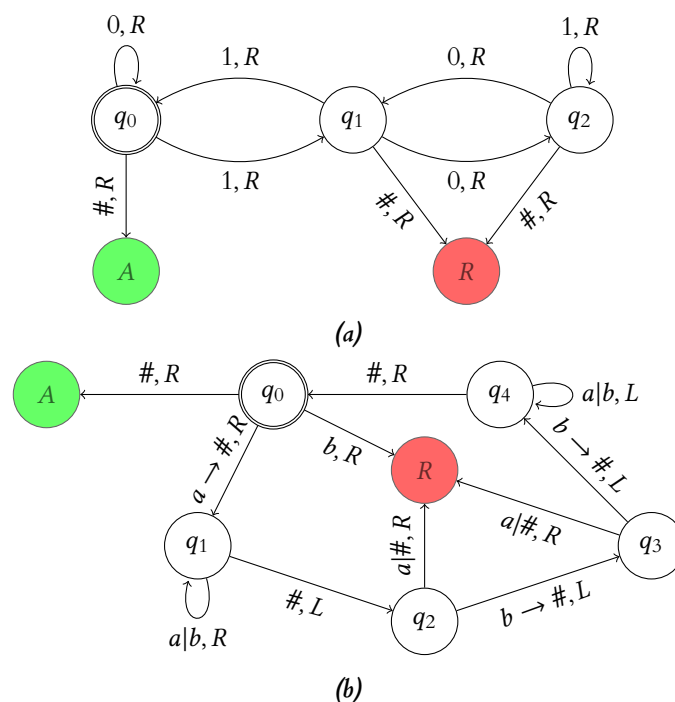 0, R
1, R
1, R
0, R
q0
q1
q2
1, R
0, R
#, R
#, R
#, R
A
R
(a)
A
#, R
q0
#, R
q4
a|b, L
a → #, R
b, R
R
b → #, L
q1
a|#, R
a|#, R
q3
a|b, R
#, L
q2
b → #, L
(b)